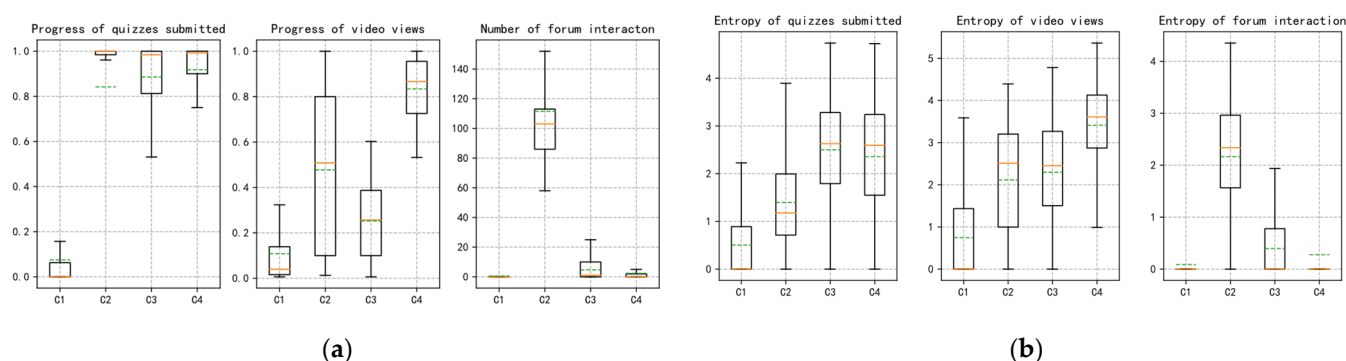 Progress of quizzes submitted
1.0
0.8
0.6
0.4
0.2
0.0
C1 C2 C3 C4
Progress of video views
1.0
0.8
0.6
0.4
0.2
0.0
C1 C2 C3 C4
Number of forum interacton
140
120
100
80
60
40
20
0
C1 C2 C3 C4
(a)
Entropy of quizzes submitted
4
3
2
1
0
C1 C2 C3 C4
Entropy of video views
5
4
3
2
1
0
C1 C2 C3 C4
Entropy of forum interaction
4
3
2
1
0
C1 C2 C3 C4
(b)